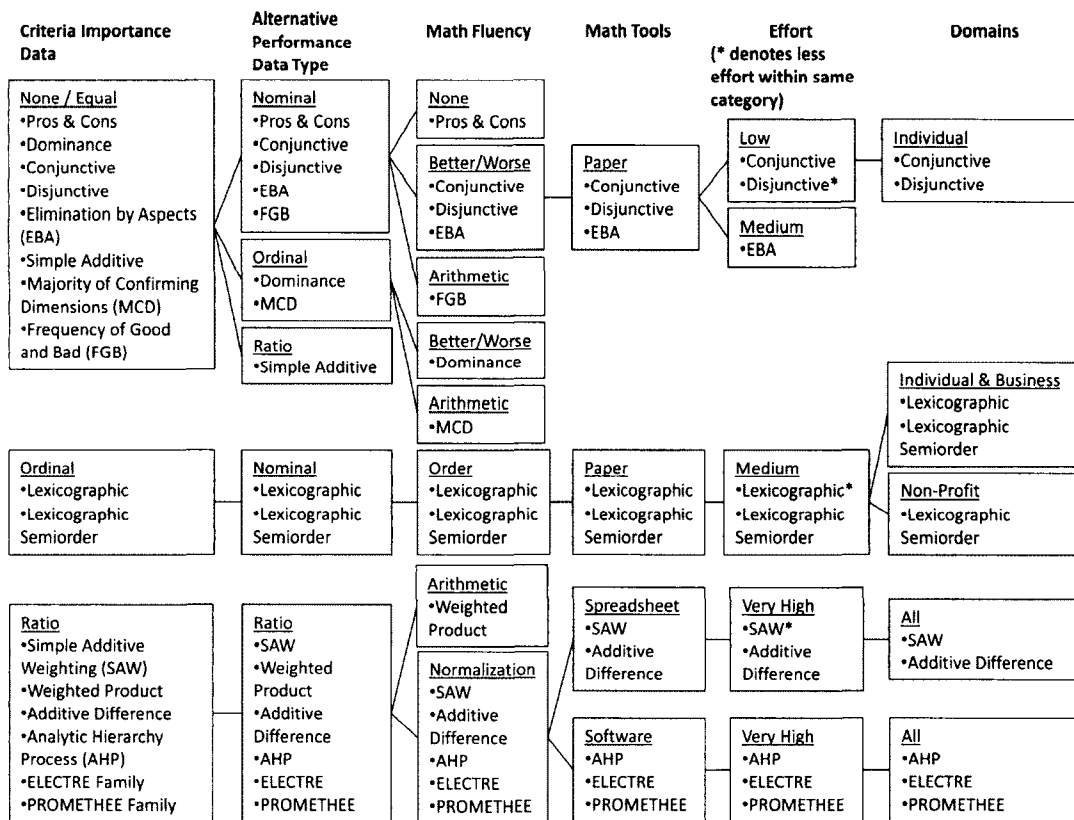 Criteria Importance
Data
Alternative
Performance
Data Type
Math Fluency
Math Tools
Effort
(* denotes less
effort within same
category)
Domains
None / Equal
•Pros & Cons
•Dominance
•Conjunctive
•Disjunctive
•Elimination by Aspects
(EBA)
•Simple Additive
•Majority of Confirming
Dimensions (MCD)
•Frequency of Good
and Bad (FGB)
Nominal
•Pros & Cons
•Conjunctive
•Disjunctive
•EBA
•FGB
Ordinal
•Dominance
•MCD
Ratio
•Simple Additive
None
•Pros & Cons
Better/Worse
•Conjunctive
•Disjunctive
•EBA
Arithmetic
•FGB
Better/Worse
•Dominance
Arithmetic
•MCD
Paper
•Conjunctive
•Disjunctive
•EBA
Low
•Conjunctive
•Disjunctive*
Medium
•EBA
Individual
•Conjunctive
•Disjunctive
Ordinal
•Lexicographic
•Lexicographic
Semiorder
Nominal
•Lexicographic
•Lexicographic
Semiorder
Order
•Lexicographic
•Lexicographic
Semiorder
Paper
•Lexicographic
•Lexicographic
Semiorder
Medium
•Lexicographic*
•Lexicographic
Semiorder
Individual & Business
•Lexicographic
•Lexicographic
Semiorder
Non-Profit
•Lexicographic
Semiorder
Ratio
•Simple Additive
Weighting (SAW)
•Weighted Product
•Additive Difference
•Analytic Hierarchy
Process (AHP)
•ELECTRE Family
•PROMETHEE Family
Ratio
•SAW
•Weighted
Product
•Additive
Difference
•AHP
•ELECTRE
•PROMETHEE
Arithmetic
•Weighted
Product
Normalization
•SAW
•Additive
Difference
•AHP
•ELECTRE
•PROMETHEE
Spreadsheet
•SAW
•Additive
Difference
Very High
•SAW*
•Additive
Difference
All
•SAW
•Additive Difference
Software
•AHP
•ELECTRE
•PROMETHEE
Very High
•AHP
•ELECTRE
•PROMETHEE
All
•AHP
•ELECTRE
•PROMETHEE